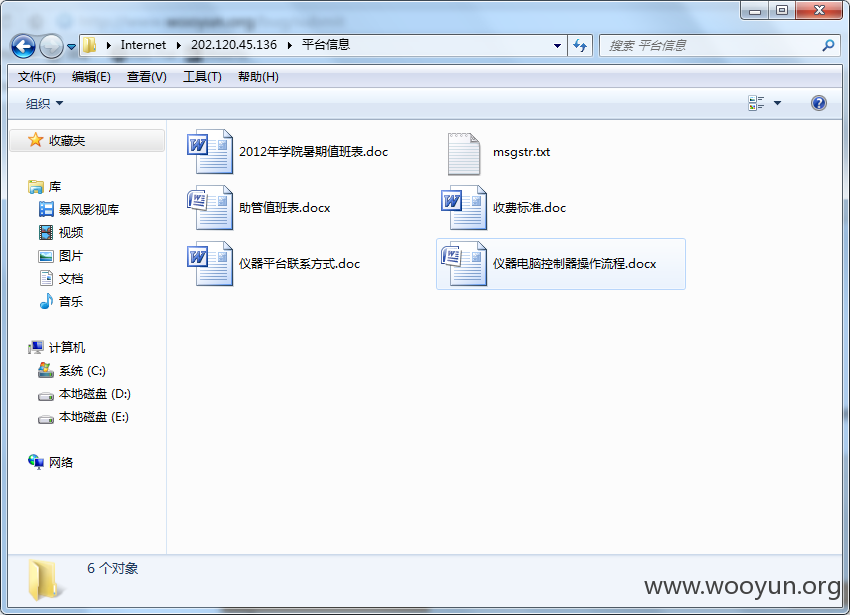 Internet 202.120.45.136 平台信息
搜索 平台信息
文件(F) 编辑(E) 查看(V) 工具(T) 帮助(H)
组织
收藏夹
库
暴风影视库
视频
图片
文档
音乐
计算机
系统 (C:)
本地磁盘 (D:)
本地磁盘 (E:)
网络
2012年学院暑期值班表.doc
msgstr.txt
助管值班表.docx
收费标准.doc
仪器平台联系方式.doc
仪器电脑控制器操作流程.docx
6 个对象
www.wooyun.org